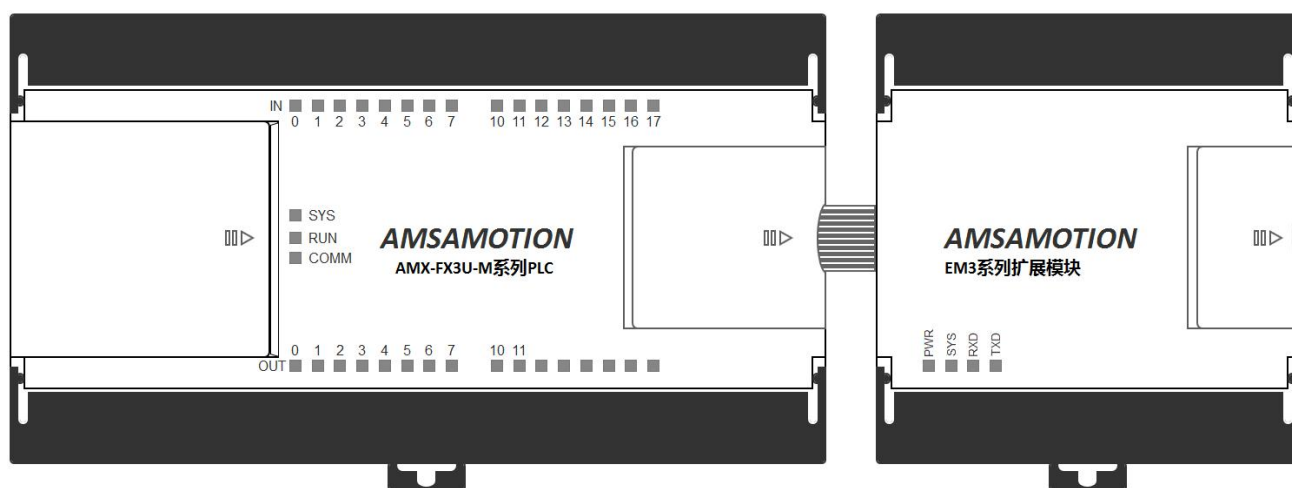 IN
0 1 2 3 4 5 6 7 10 11 12 13 14 15 16 17
SYS
RUN
COMM
AMSAMOTION
AMX-FX3U-M系列PLC
0 1 2 3 4 5 6 7 10 11
OUT
AMSAMOTION
EM3系列扩展模块
PWR
SYS
RXD
TXD